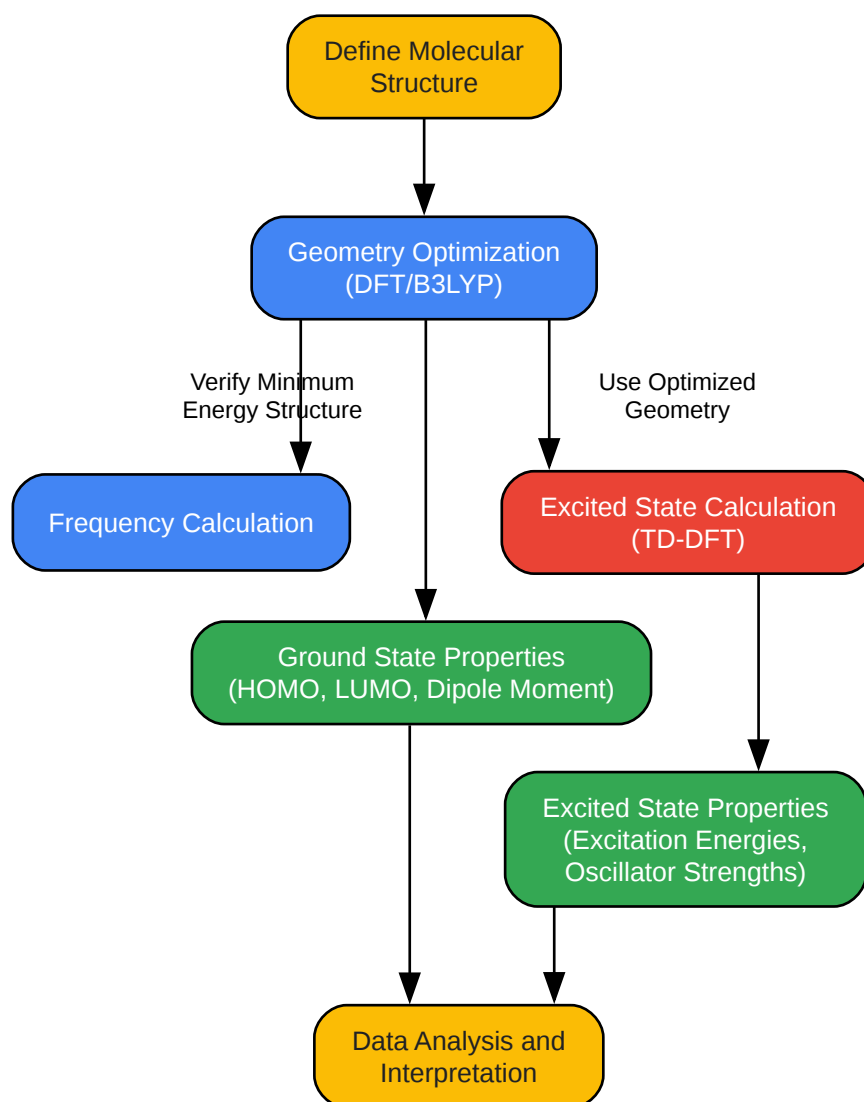 Define Molecular
Structure
Geometry Optimization
(DFT/B3LYP)
Verify Minimum
Energy Structure
Use Optimized
Geometry
Frequency Calculation
Excited State Calculation
(TD-DFT)
Ground State Properties
(HOMO, LUMO, Dipole Moment)
Excited State Properties
(Excitation Energies,
Oscillator Strengths)
Data Analysis and
Interpretation